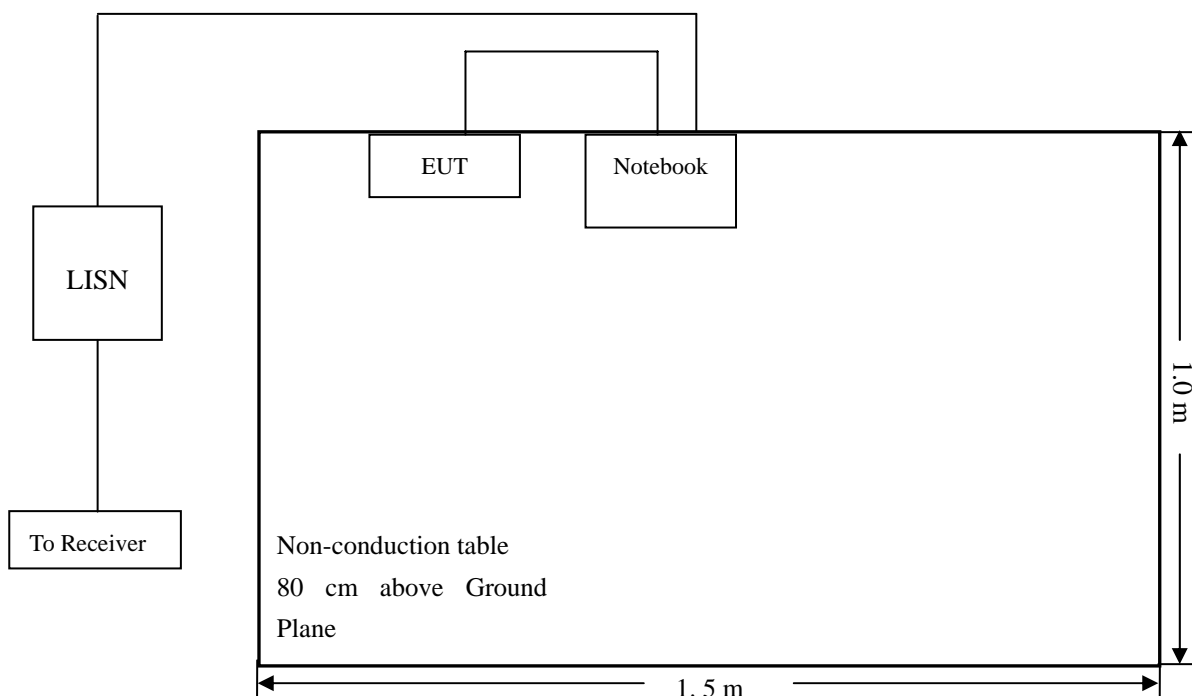 EUT
Notebook
LISN
1.0 m
To Receiver
Non-conduction table
80 cm above Ground
Plane
1. 5 m